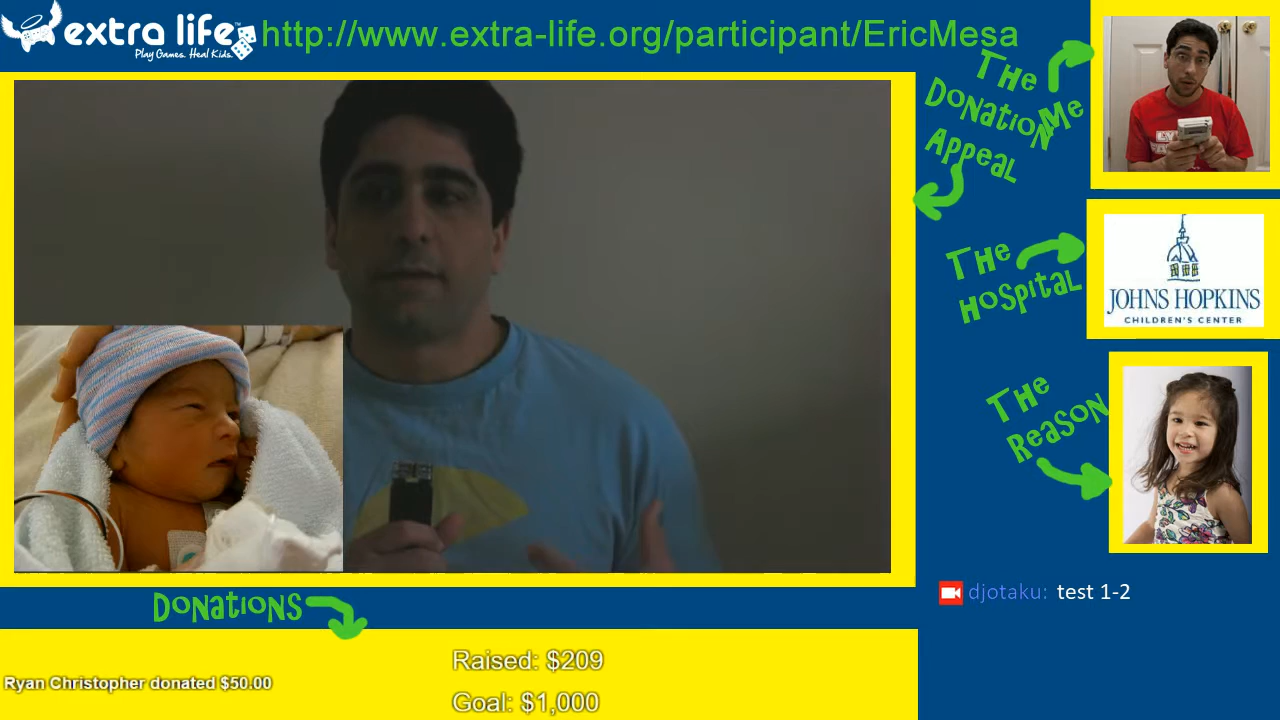 extra life
Play Games. Heal Kids.
http://www.extra-life.org/participant/EricMesa
The
Donation
Appeal
Me
The
Hospital
JOHNS HOPKINS
CHILDREN'S CENTER
The
Reason
djotaku: test 1-2
Donations
Raised: $209
Ryan Christopher donated $50.00
Goal: $1,000